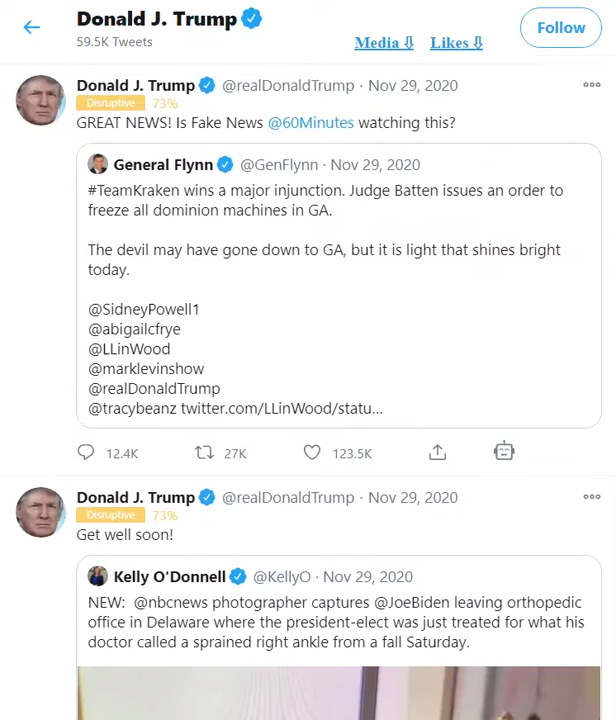 Donald J. Trump
59.5K Tweets
Media ⇩ Likes ⇩
Follow
Donald J. Trump @realDonaldTrump · Nov 29, 2020
Disruptive 73%
GREAT NEWS! Is Fake News @60Minutes watching this?
General Flynn @GenFlynn · Nov 29, 2020
#TeamKraken wins a major injunction. Judge Batten issues an order to
freeze all dominion machines in GA.
The devil may have gone down to GA, but it is light that shines bright
today.
@SidneyPowell1
@abigailcfrye
@LLinWood
@marklevinshow
@realDonaldTrump
@tracybeanz twitter.com/LLinWood/statu...
12.4K 27K 123.5K
Donald J. Trump @realDonaldTrump · Nov 29, 2020
Disruptive 73%
Get well soon!
Kelly O'Donnell @KellyO · Nov 29, 2020
NEW: @nbcnews photographer captures @JoeBiden leaving orthopedic
office in Delaware where the president-elect was just treated for what his
doctor called a sprained right ankle from a fall Saturday.